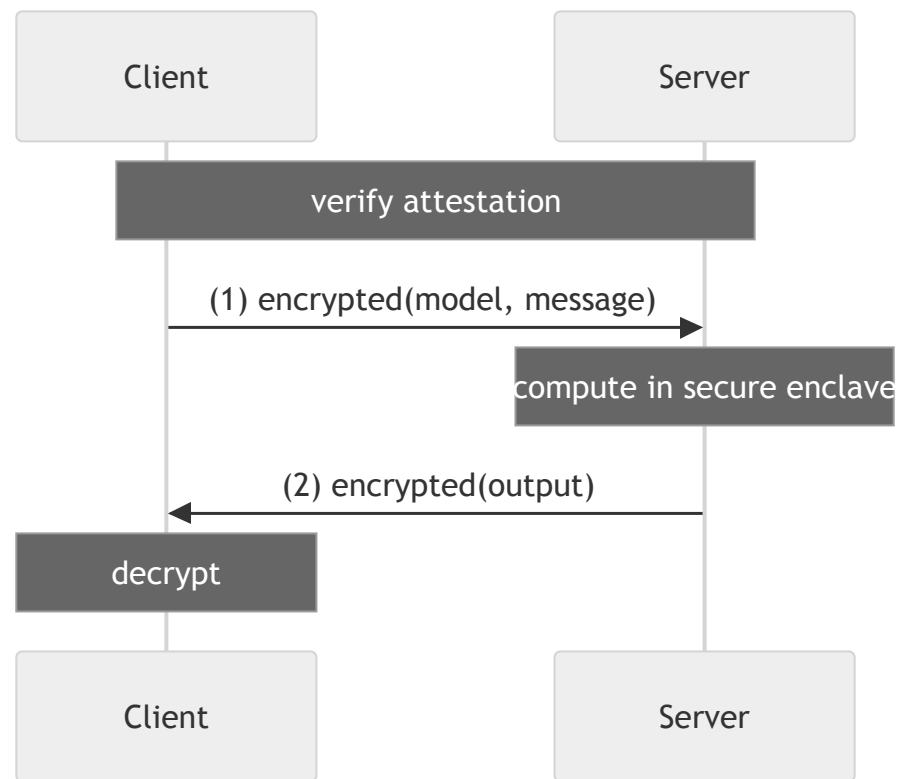 Client
Server
verify attestation
(1) encrypted(model, message)
compute in secure enclave
(2) encrypted(output)
decrypt
Client
Server